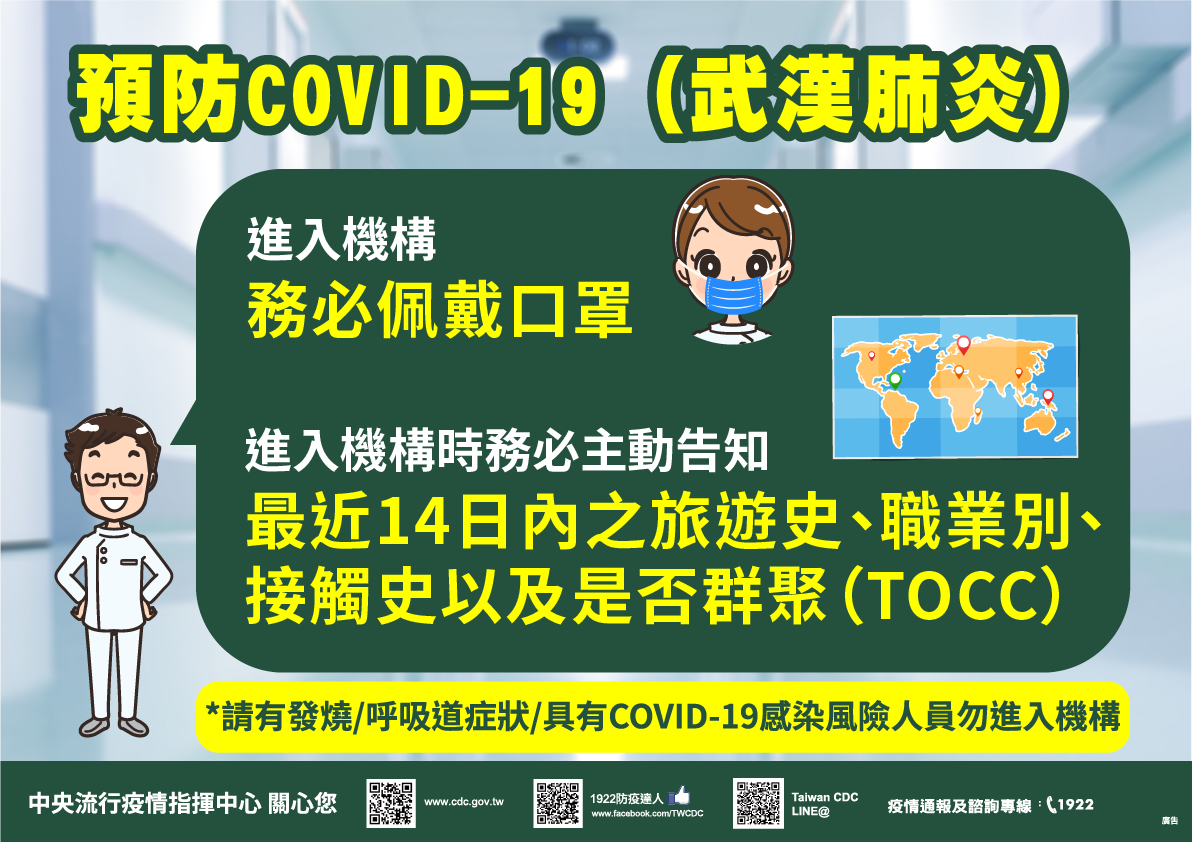 預防COVID-19（武漢肺炎）
進入機構
務必佩戴口罩
進入機構時務必主動告知
最近14日內之旅遊史、職業別、
接觸史以及是否群聚（TOCC）
*請有發燒/呼吸道症狀/具有COVID-19感染風險人員勿進入機構
中央流行疫情指揮中心 關心您
www.cdc.gov.tw
1922防疫達人
www.facebook.com/TWCDC
Taiwan CDC
LINE@
疫情通報及諮詢專線：1922
廣告